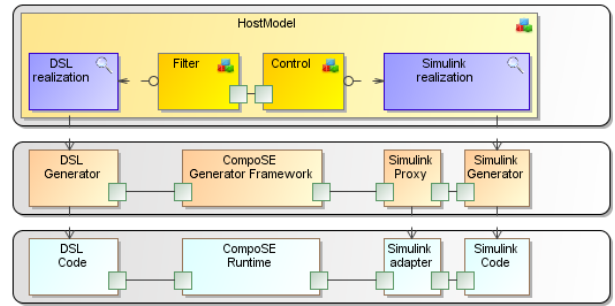 HostModel
DSL
realization
Filter
Control
Simulink
realization
DSL
Generator
CompoSE
Generator Framework
Simulink
Proxy
Simulink
Generator
DSL
Code
CompoSE
Runtime
Simulink
adapter
Simulink
Code